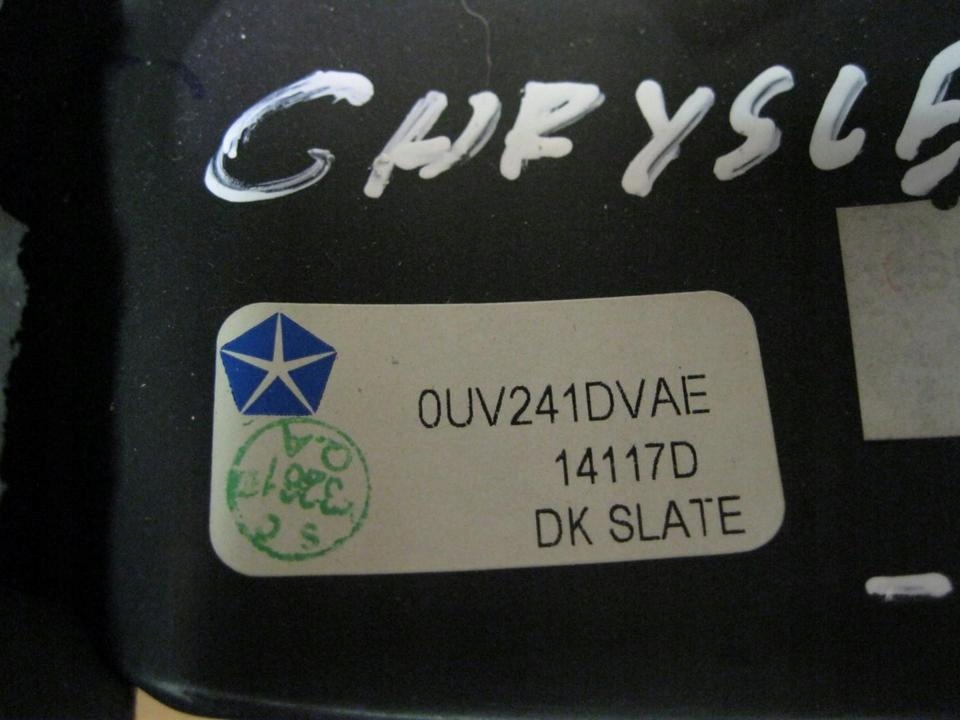 CHRYSLE
0UV241DVAE
14117D
DK SLATE
Q.A
S C